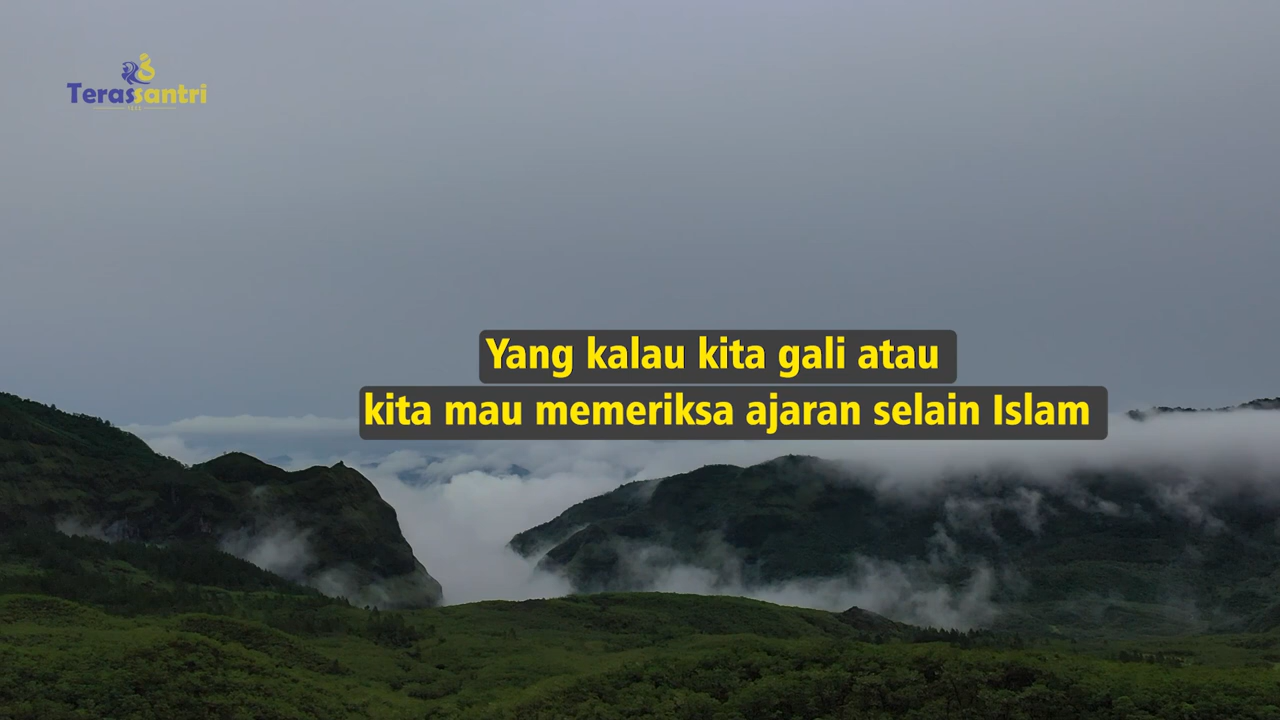 Terassantri
Yang kalau kita gali atau
kita mau memeriksa ajaran selain Islam